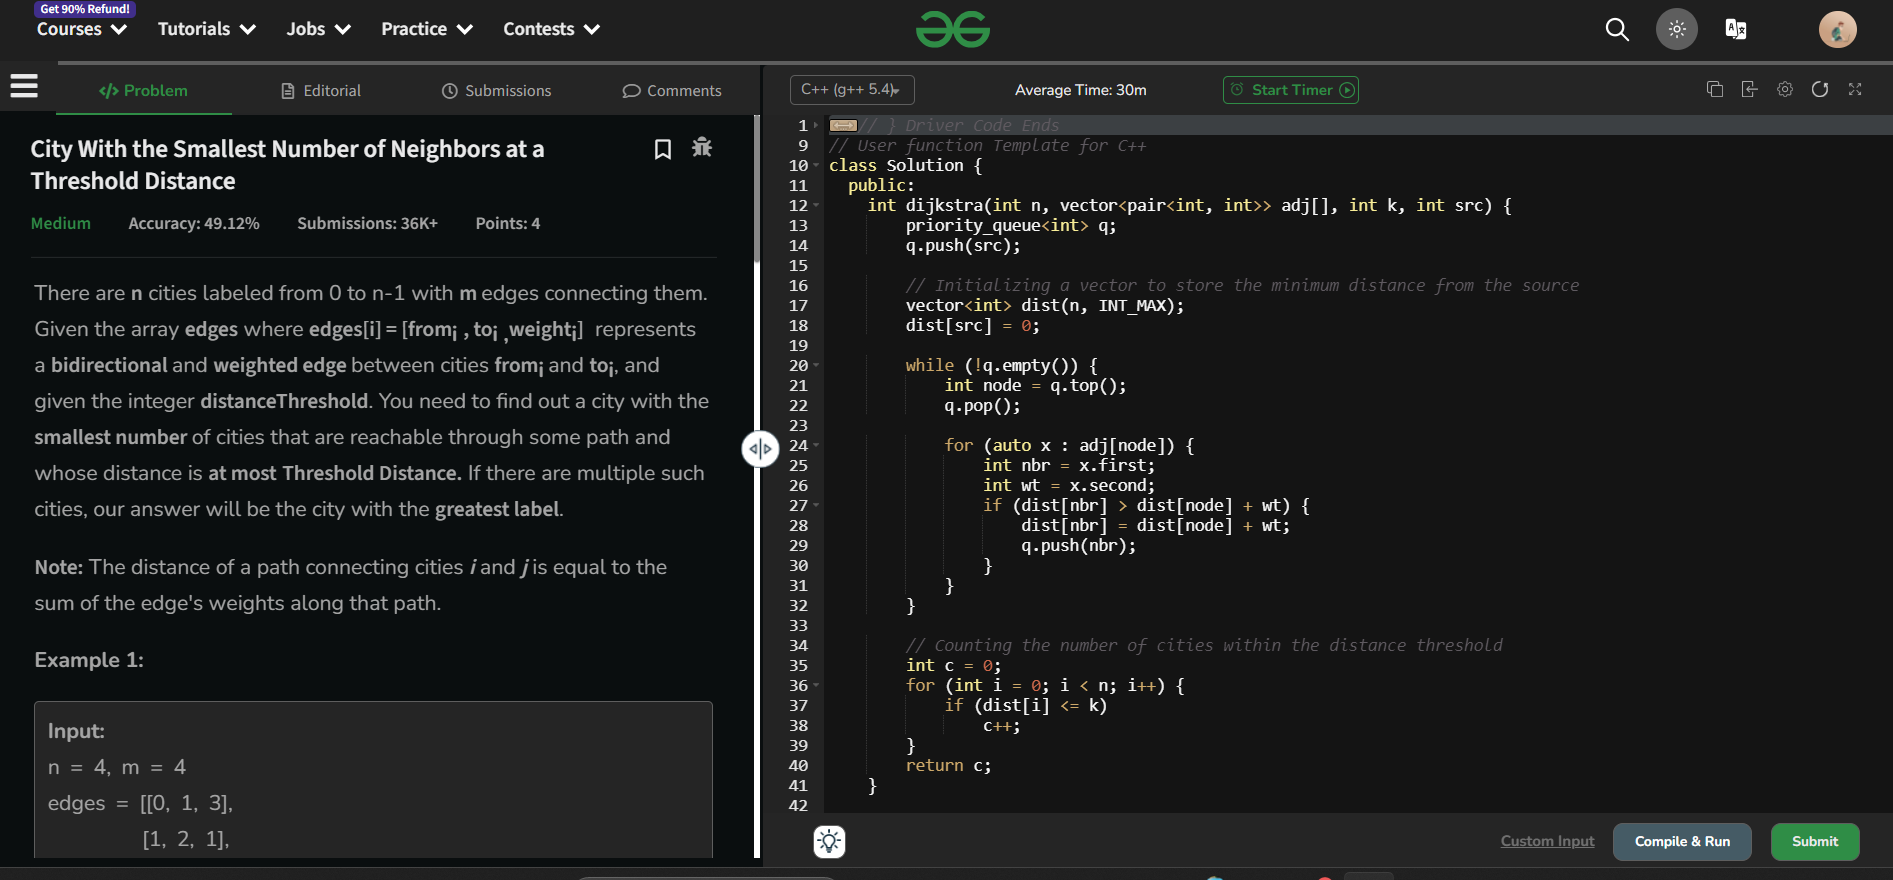 Get 90% Refund!
Courses
Tutorials
Jobs
Practice
Contests
</> Problem
Editorial
Submissions
Comments
City With the Smallest Number of Neighbors at a
Threshold Distance
Medium
Accuracy: 49.12%
Submissions: 36K+
Points: 4
There are n cities labeled from 0 to n-1 with m edges connecting them.
Given the array edges where edges[i] = [fromᵢ , toᵢ ,weightᵢ] represents
a bidirectional and weighted edge between cities fromᵢ and toᵢ, and
given the integer distanceThreshold. You need to find out a city with the
smallest number of cities that are reachable through some path and
whose distance is at most Threshold Distance. If there are multiple such
cities, our answer will be the city with the greatest label.
Note: The distance of a path connecting cities i and j is equal to the
sum of the edge's weights along that path.
Example 1:
Input:
n = 4, m = 4
edges = [[0, 1, 3],
[1, 2, 1],
C++ (g++ 5.4)
Average Time: 30m
Start Timer
1 // } Driver Code Ends
9 // User function Template for C++
10 class Solution {
11 public:
12 int dijkstra(int n, vector<pair<int, int>> adj[], int k, int src) {
13 priority_queue<int> q;
14 q.push(src);
15
16 // Initializing a vector to store the minimum distance from the source
17 vector<int> dist(n, INT_MAX);
18 dist[src] = 0;
19
20 while (!q.empty()) {
21 int node = q.top();
22 q.pop();
23
24 for (auto x : adj[node]) {
25 int nbr = x.first;
26 int wt = x.second;
27 if (dist[nbr] > dist[node] + wt) {
28 dist[nbr] = dist[node] + wt;
29 q.push(nbr);
30 }
31 }
32 }
33
34 // Counting the number of cities within the distance threshold
35 int c = 0;
36 for (int i = 0; i < n; i++) {
37 if (dist[i] <= k)
38 c++;
39 }
40 return c;
41 }
42
Custom Input
Compile & Run
Submit